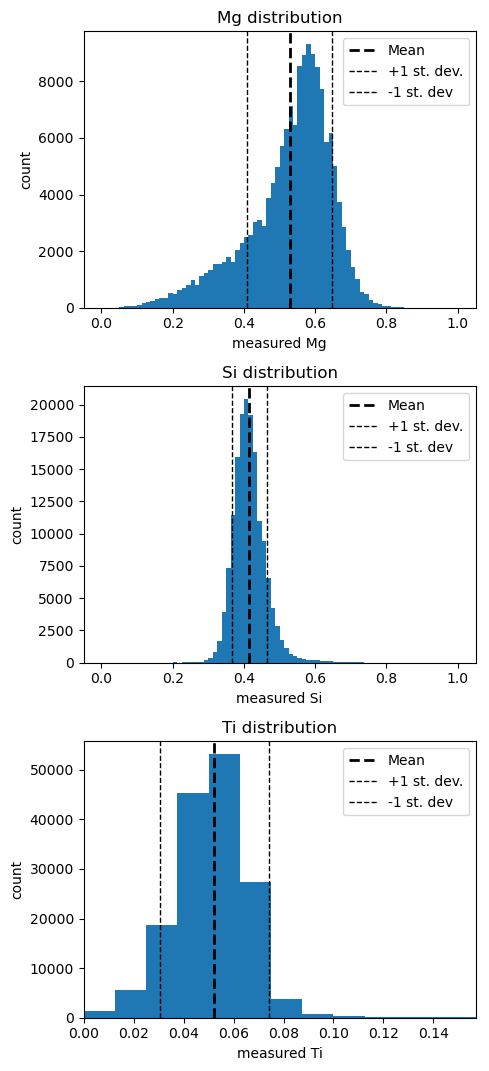 Mg distribution
Mean
+1 st. dev.
-1 st. dev
8000
6000
4000
2000
0
count
0.0 0.2 0.4 0.6 0.8 1.0
measured Mg
Si distribution
Mean
+1 st. dev.
-1 st. dev
20000
17500
15000
12500
10000
7500
5000
2500
0
count
0.0 0.2 0.4 0.6 0.8 1.0
measured Si
Ti distribution
Mean
+1 st. dev.
-1 st. dev
50000
40000
30000
20000
10000
0
count
0.00 0.02 0.04 0.06 0.08 0.10 0.12 0.14
measured Ti